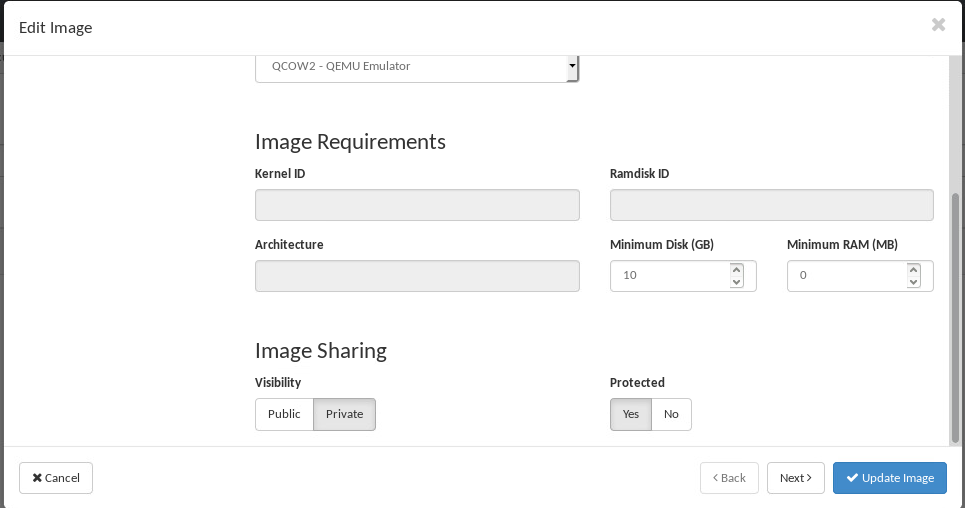 Edit Image
QCOW2 - QEMU Emulator
Image Requirements
Kernel ID Ramdisk ID
Architecture Minimum Disk (GB) Minimum RAM (MB)
10 0
Image Sharing
Visibility Protected
Public Private Yes No
Cancel < Back Next > Update Image